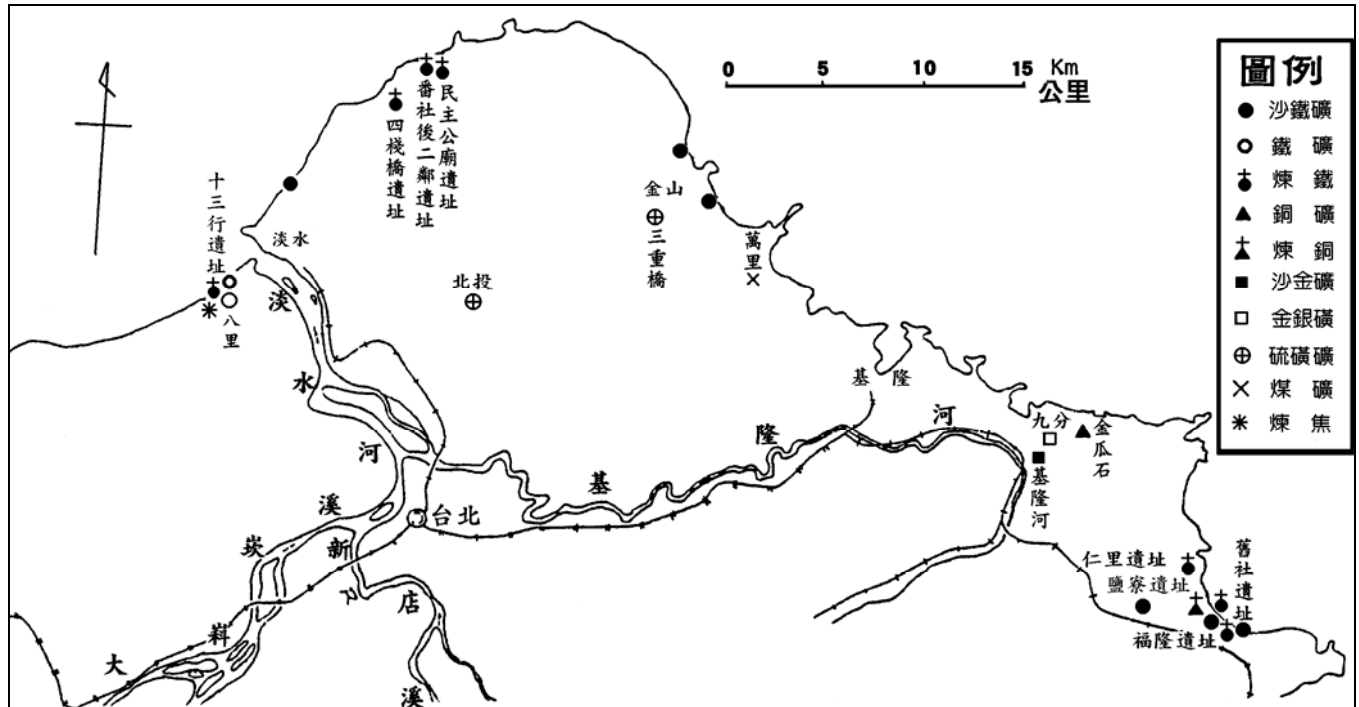 0 5 10 15 Km
公里
圖例
沙鐵礦
鐵礦
煉鐵
銅礦
煉銅
沙金礦
金銀礦
硫磺礦
煤礦
煉焦
民主公廟遺址
番社後二鄰遺址
四棧橋遺址
十三行遺址
淡水
八里
北投
金山
三重橋
萬里
基隆
淡水河
基隆河
九分
金瓜石
基隆河
台北
新店溪
大嵙崁溪
仁里遺址
鹽寮遺址
舊社遺址
福隆遺址